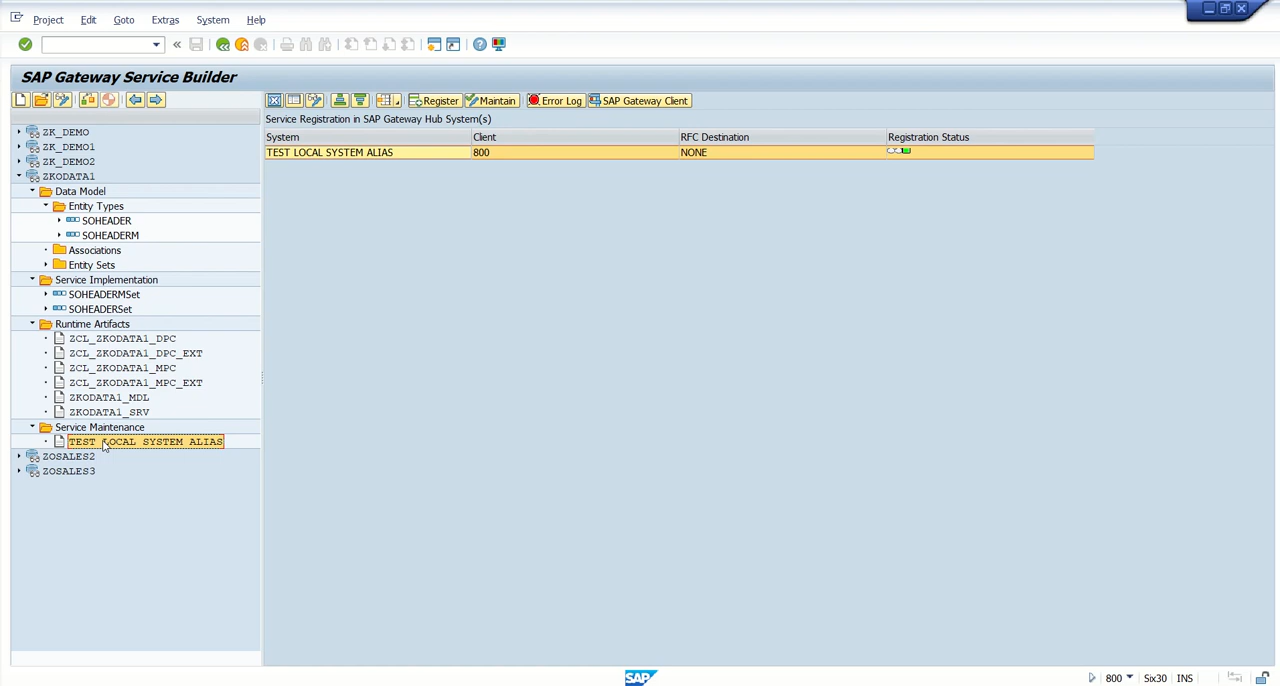 Project Edit Goto Extras System Help
SAP Gateway Service Builder
Register Maintain Error Log SAP Gateway Client
Service Registration in SAP Gateway Hub System(s)
System Client RFC Destination Registration Status
TEST LOCAL SYSTEM ALIAS 800 NONE
ZK_DEMO
ZK_DEMO1
ZK_DEMO2
ZKODATA1
Data Model
Entity Types
SOHEADER
SOHEADERM
Associations
Entity Sets
Service Implementation
SOHEADERMSet
SOHEADERSet
Runtime Artifacts
ZCL_ZKODATA1_DPC
ZCL_ZKODATA1_DPC_EXT
ZCL_ZKODATA1_MPC
ZCL_ZKODATA1_MPC_EXT
ZKODATA1_MDL
ZKODATA1_SRV
Service Maintenance
TEST LOCAL SYSTEM ALIAS
ZOSALES2
ZOSALES3
SAP
800 Six30 INS